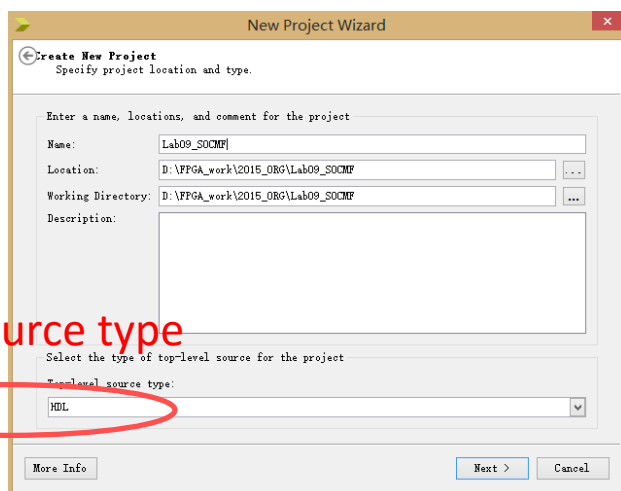 New Project Wizard
Create New Project
Specify project location and type.
Enter a name, locations, and comment for the project
Name: Lab09_SOCMF
Location: D:\FPGA_work\2015_ORG\Lab09_SOCMF ...
Working Directory: D:\FPGA_work\2015_ORG\Lab09_SOCMF ...
Description:
type
Select the type of top-level source for the project
Top-level source type:
HDL
More Info Next > Cancel